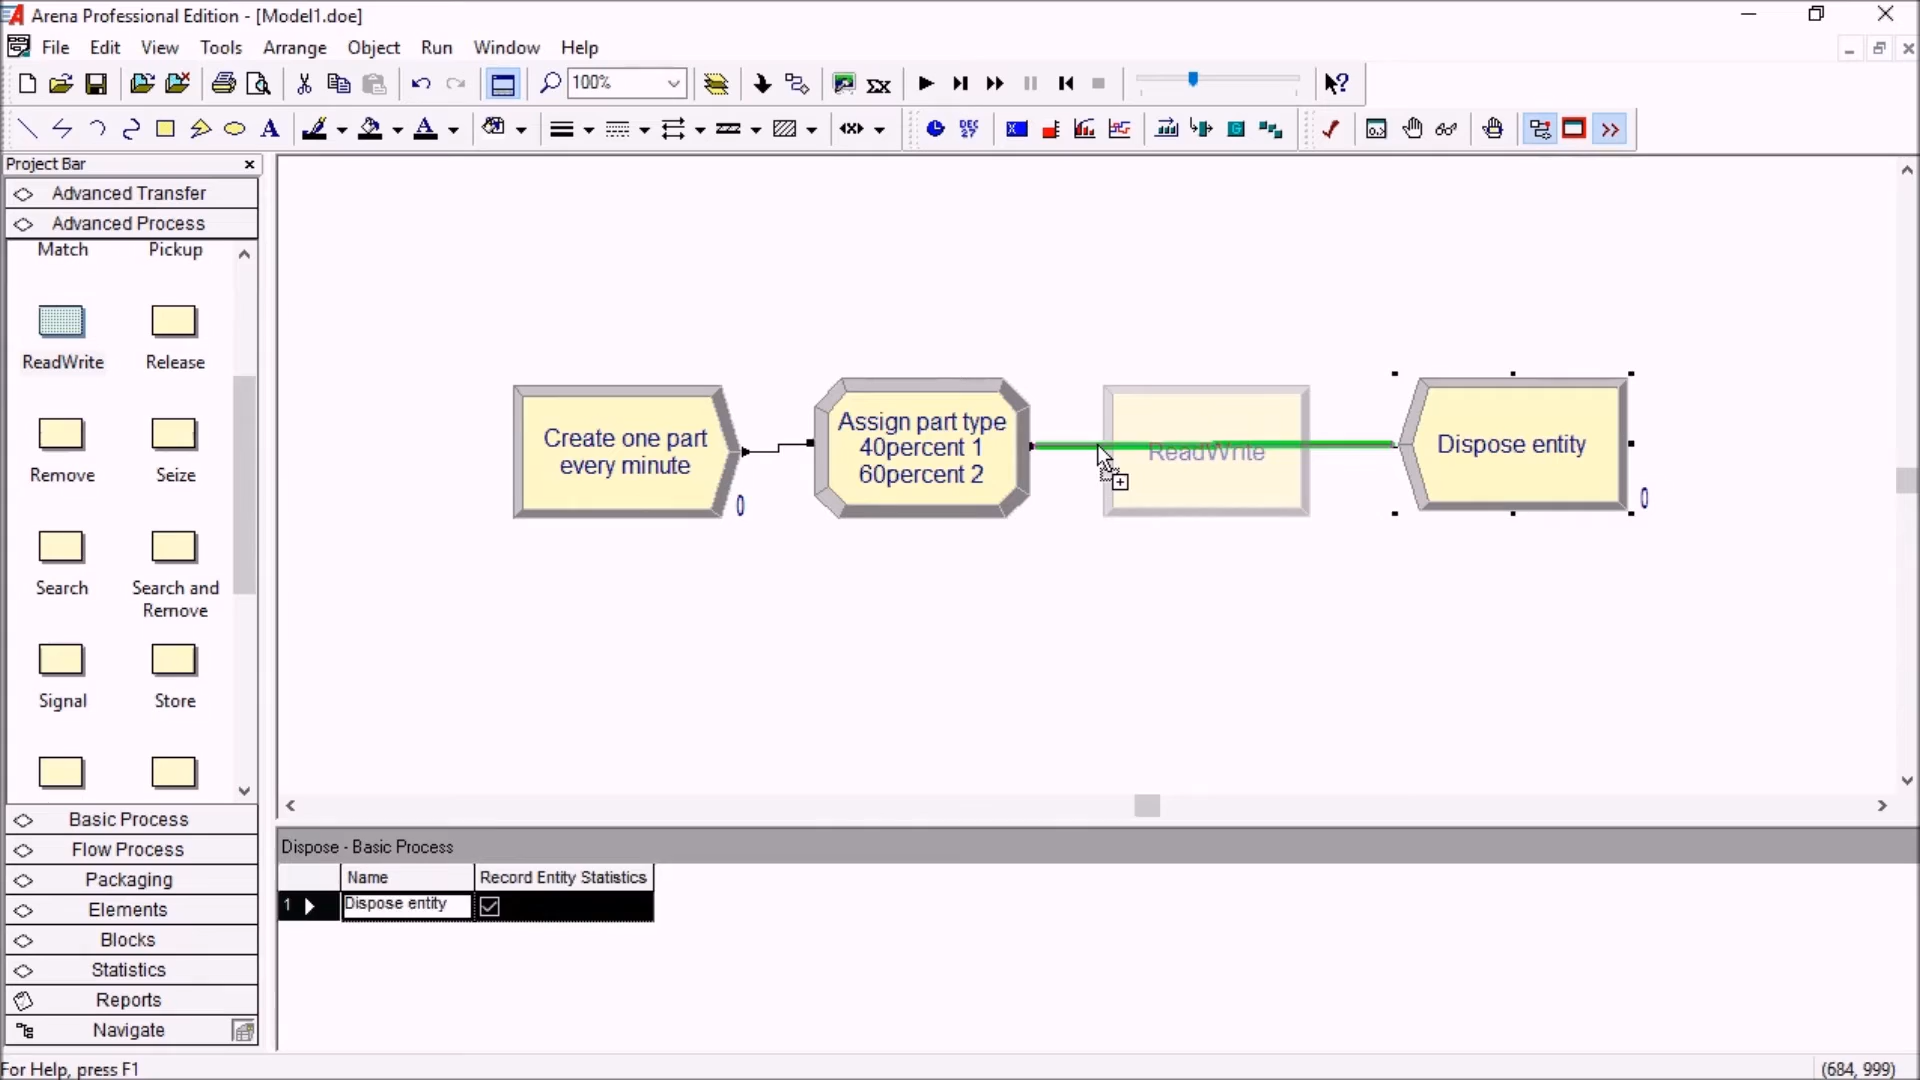 Arena Professional Edition - [Model1.doe]
File Edit View Tools Arrange Object Run Window Help
100%
Σx
?
A A
DEC 27
Project Bar
Advanced Transfer
Advanced Process
Match Pickup
ReadWrite Release
Remove Seize
Search Search and
Remove
Signal Store
Basic Process
Flow Process
Packaging
Elements
Blocks
Statistics
Reports
Navigate
Create one part
every minute
0
Assign part type
40percent 1
60percent 2
ReadWrite
Dispose entity
0
Dispose - Basic Process
Name Record Entity Statistics
1 Dispose entity
For Help, press F1
(684, 999)